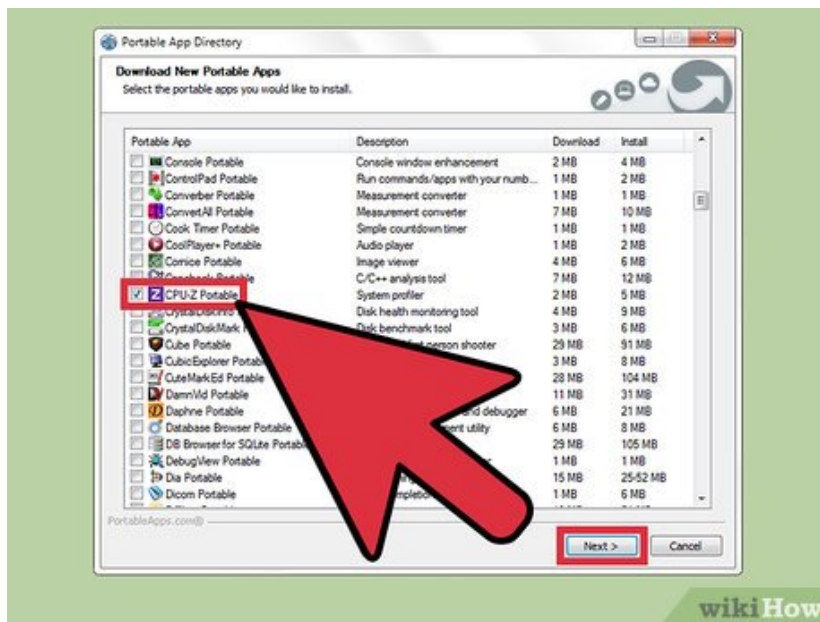 Portable App Directory
Download New Portable Apps
Select the portable apps you would like to install.
Portable App Description Download Install
Console Portable Console window enhancement 2 MB 4 MB
ControlPad Portable Run commands/apps with your numb... 1 MB 2 MB
Converber Portable Measurement converter 1 MB 1 MB
ConvertAll Portable Measurement converter 7 MB 10 MB
Cook Timer Portable Simple countdown timer 1 MB 1 MB
CoolPlayer+ Portable Audio player 1 MB 2 MB
Cornice Portable Image viewer 4 MB 6 MB
C/C++ analysis tool 7 MB 12 MB
CPU-Z Portable System profiler 2 MB 5 MB
Disk health monitoring tool 4 MB 9 MB
CrystalDiskMark Disk benchmark tool 3 MB 6 MB
Cube Portable person shooter 29 MB 91 MB
CubicExplorer Portab 3 MB 8 MB
CuteMarkEd Portable 28 MB 104 MB
DamnVid Portable 11 MB 31 MB
Daphne Portable and debugger 6 MB 21 MB
Database Browser Portable utility 6 MB 8 MB
DB Browser for SQLite Portab 29 MB 105 MB
DebugView Portable 1 MB 1 MB
Dia Portable 15 MB 25-52 MB
Dicom Portable 1 MB 6 MB
PortableApps.com®
Next > Cancel
wikiHow